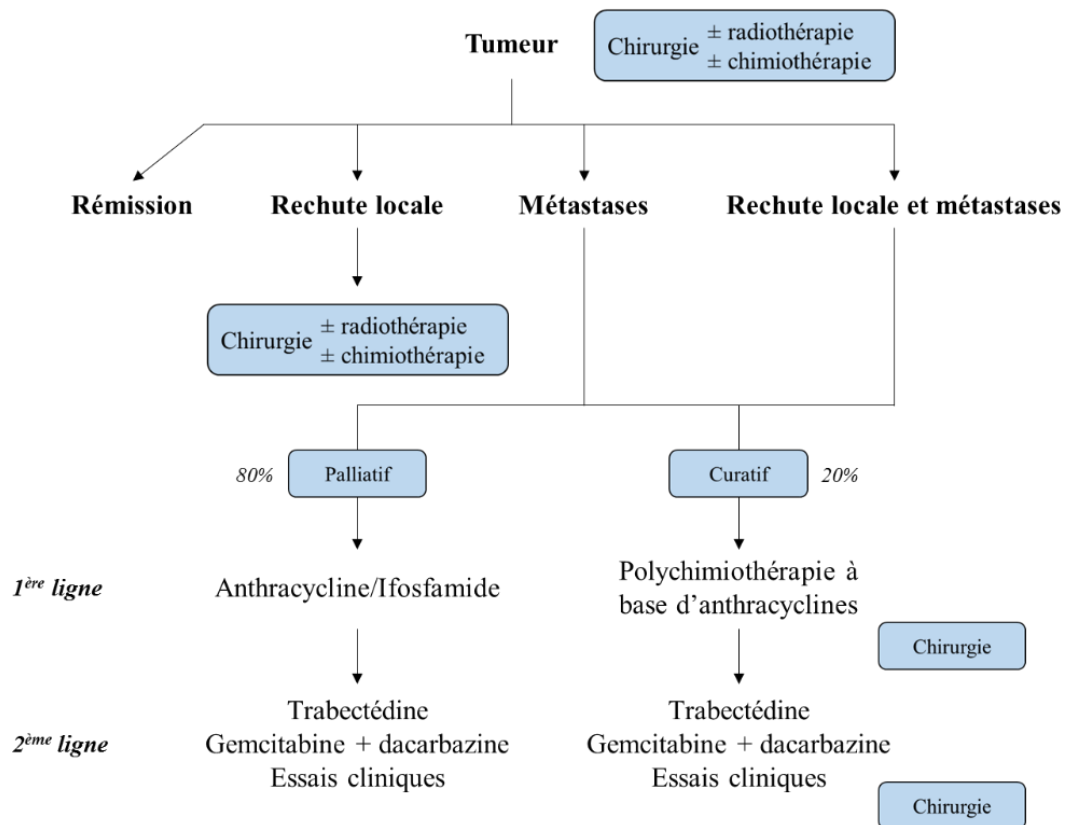 Tumeur
Chirurgie
± radiothérapie
± chimiothérapie
Rémission
Rechute locale
Métastases
Rechute locale et métastases
Chirurgie
± radiothérapie
± chimiothérapie
80%
Palliatif
Curatif
20%
1ère ligne
Anthracycline/Ifosfamide
Polychimiothérapie à
base d’anthracyclines
Chirurgie
2ème ligne
Trabectédine
Gemcitabine + dacarbazine
Essais cliniques
Trabectédine
Gemcitabine + dacarbazine
Essais cliniques
Chirurgie